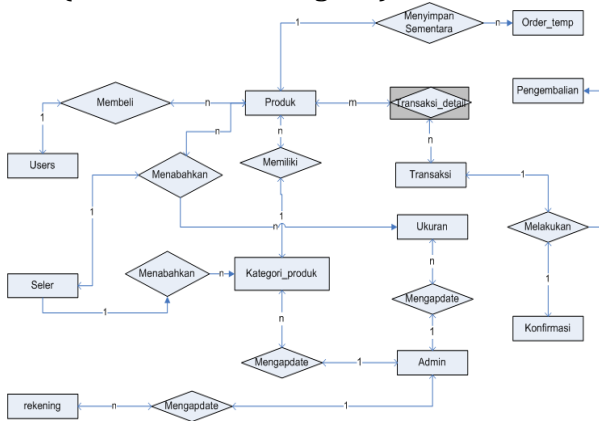 Menyimpan
Sementara
1
n
Order_temp
Membeli
n
Produk
m
Transaksi_detail
Pengembalian
1
n
n
n
Users
Menabahkan
Memiliki
Transaksi
1
1
1
n
Ukuran
Melakukan
Seler
Menabahkan
n
Kategori_produk
n
1
1
Mengapdate
n
1
Konfirmasi
Mengapdate
1
Admin
rekening
n
Mengapdate
1